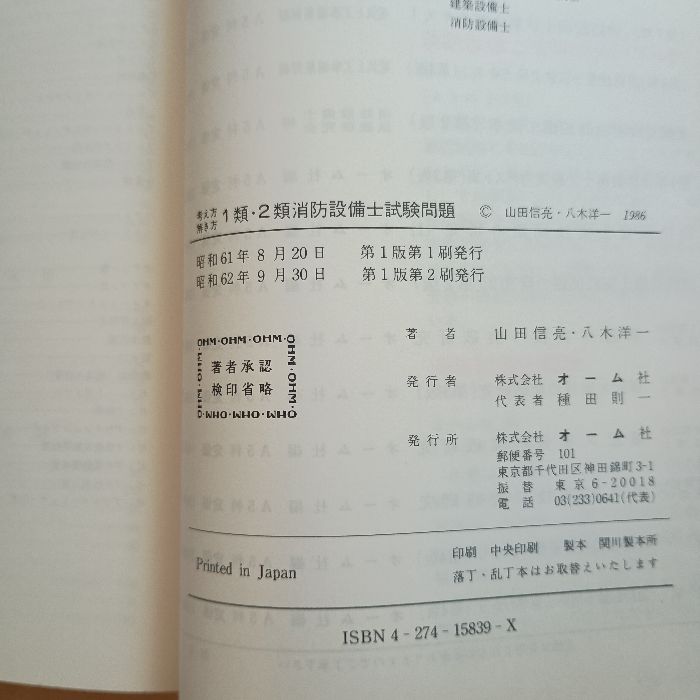 建築設備士
消防設備士
考え方
解き方
1類・2類消防設備士試験問題 © 山田信亮・八木洋一 1986
昭和61年 8月20日 第1版第1刷発行
昭和62年 9月30日 第1版第2刷発行
OHM・OHM・OHM・OHM・OHM・O
著者承認
検印省略
OHM・OHM・OHM・OHM・
著者 山田信亮・八木洋一
発行者 株式会社 オーム社
代表者 種田則一
発行所 株式会社 オーム社
郵便番号 101
東京都千代田区神田錦町3-1
振替 東京6-20018
電話 03(233)0641(代表)
Printed in Japan
印刷 中央印刷 製本 関川製本所
落丁・乱丁本はお取替えいたします
ISBN 4-274-15839-X